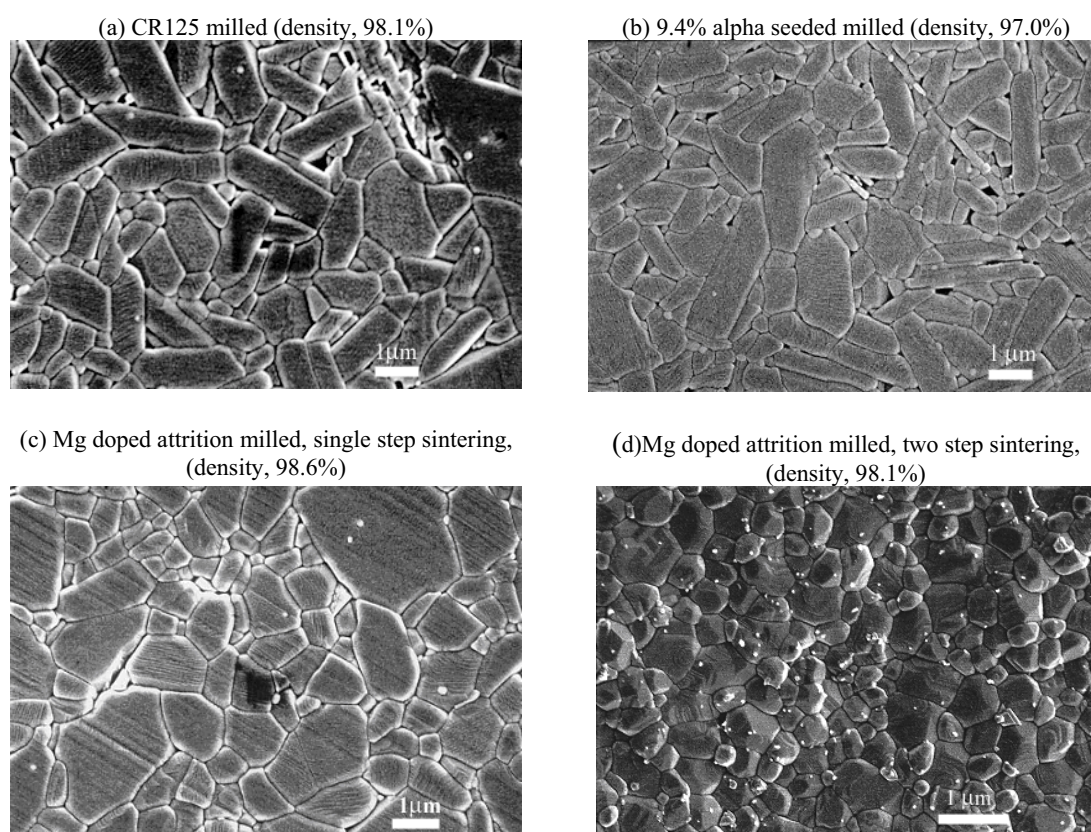 (a) CR125 milled (density, 98.1%)
(b) 9.4% alpha seeded milled (density, 97.0%)
1µm
1 µm
(c) Mg doped attrition milled, single step sintering,
(density, 98.6%)
(d)Mg doped attrition milled, two step sintering,
(density, 98.1%)
1µm
1 µm